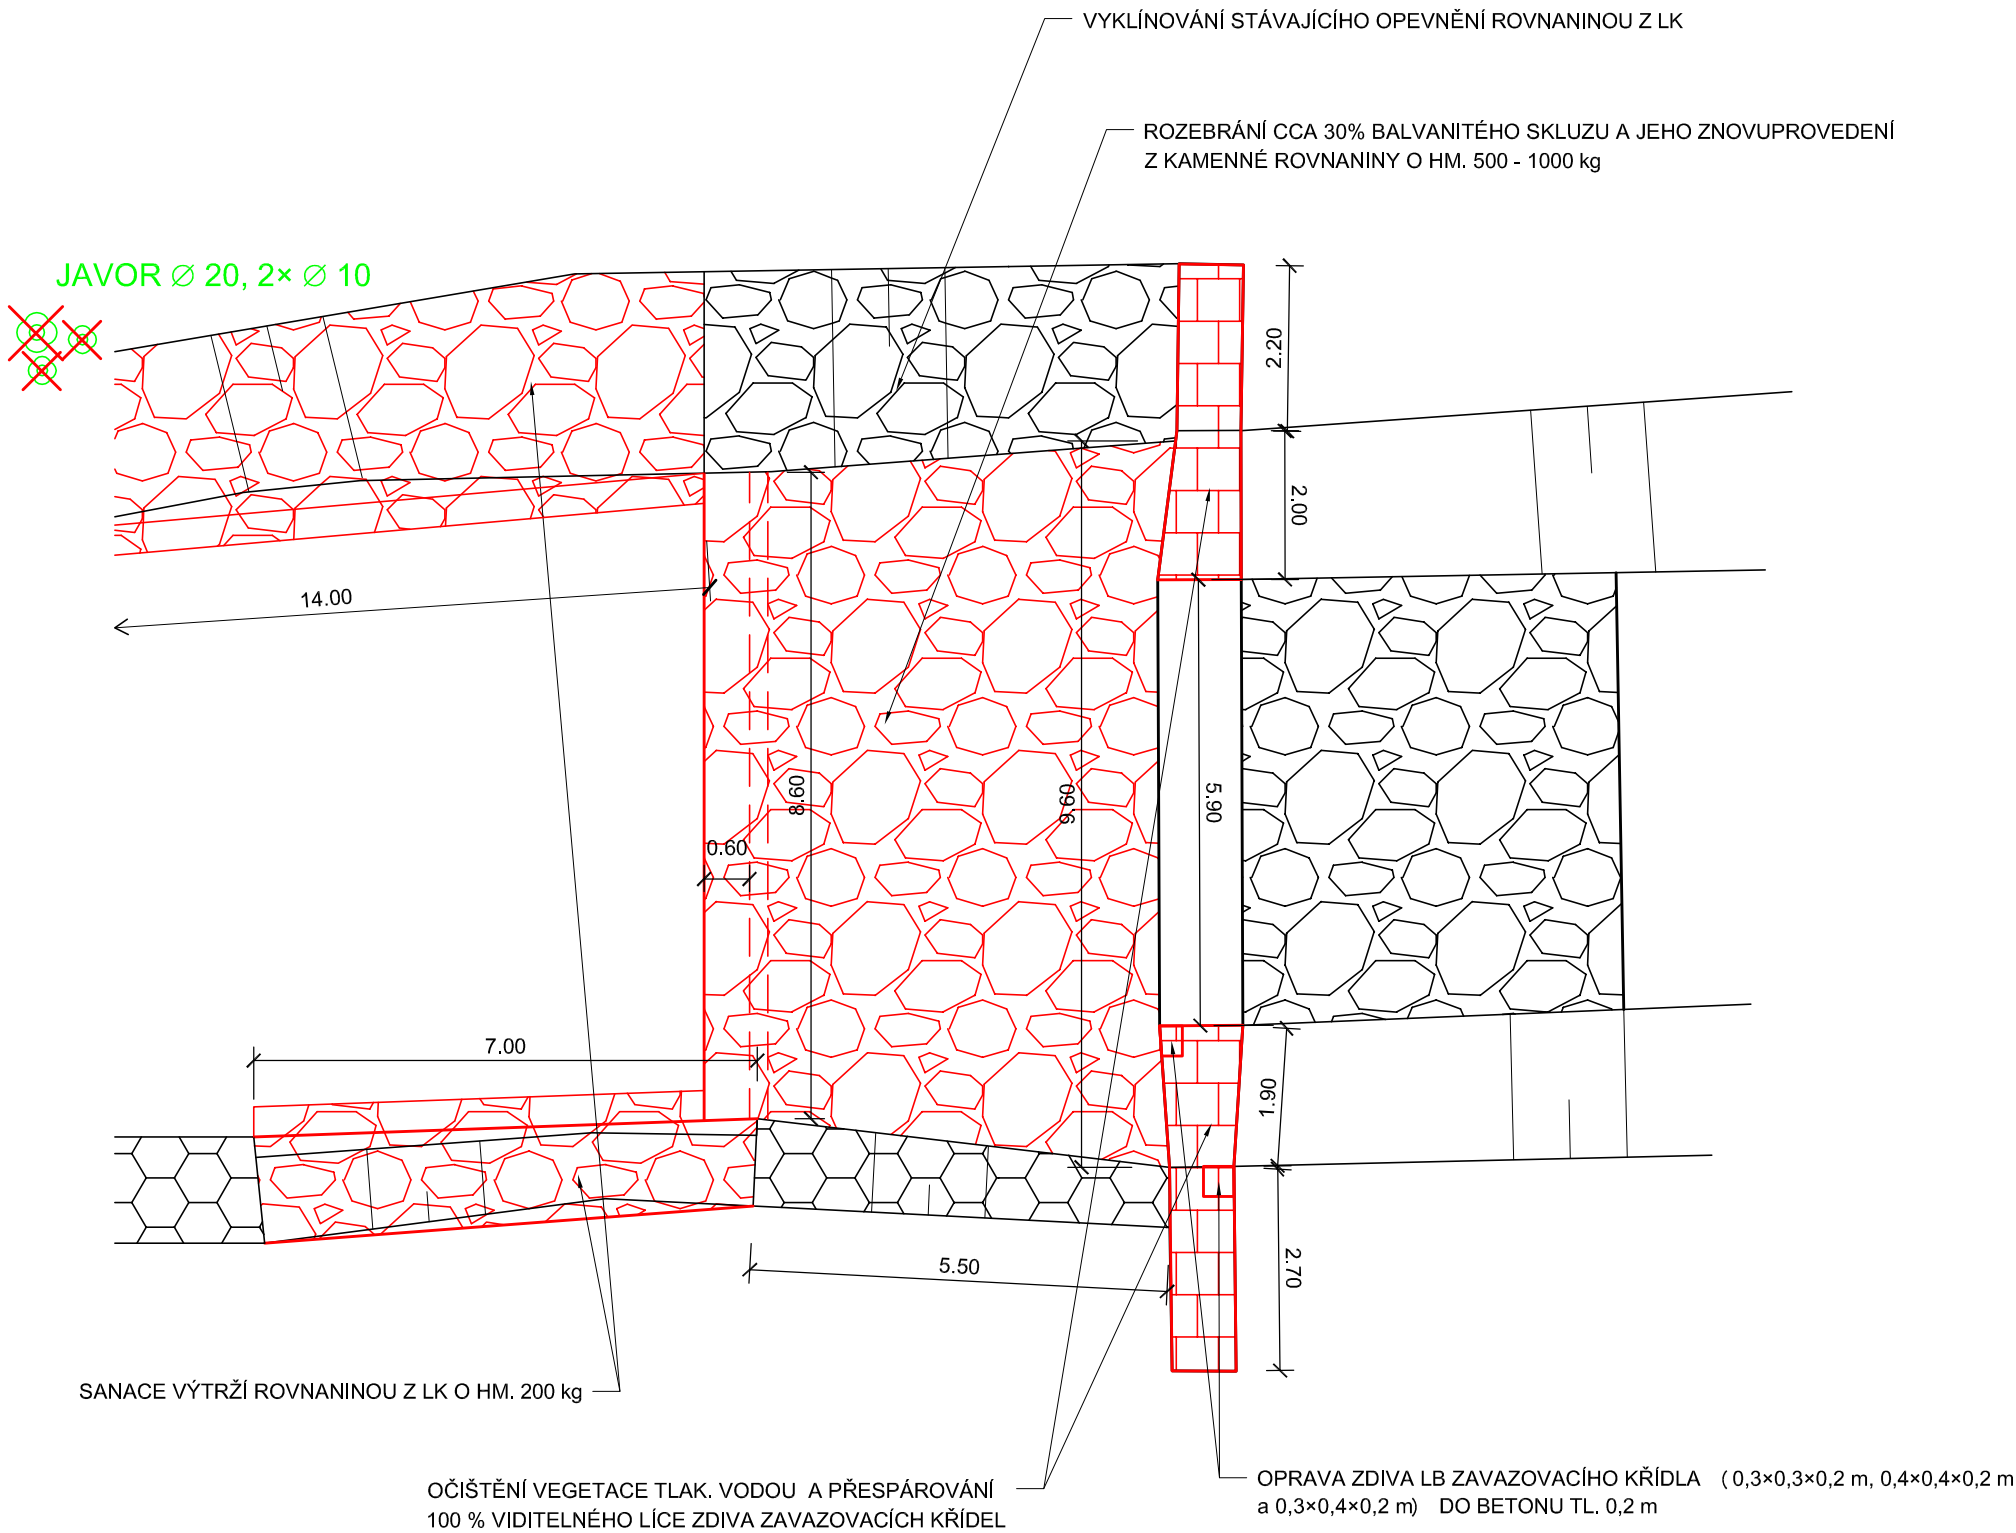 VYKLÍNOVÁNÍ STÁVAJÍCÍHO OPEVNĚNÍ ROVNANINOU Z LK
ROZEBRÁNÍ CCA 30% BALVANITÉHO SKLUZU A JEHO ZNOVUPROVEDENÍ
Z KAMENNÉ ROVNANINY O HM. 500 - 1000 kg
JAVOR Ø 20, 2× Ø 10
2.20
2.00
14.00
8.60
9.60
5.90
0.60
7.00
1.90
5.50
2.70
SANACE VÝTRŽÍ ROVNANINOU Z LK O HM. 200 kg
OČIŠTĚNÍ VEGETACE TLAK. VODOU A PŘESPÁROVÁNÍ
100 % VIDITELNÉHO LÍCE ZDIVA ZAVAZOVACÍCH KŘÍDEL
OPRAVA ZDIVA LB ZAVAZOVACÍHO KŘÍDLA ( 0,3×0,3×0,2 m, 0,4×0,4×0,2 m
a 0,3×0,4×0,2 m) DO BETONU TL. 0,2 m